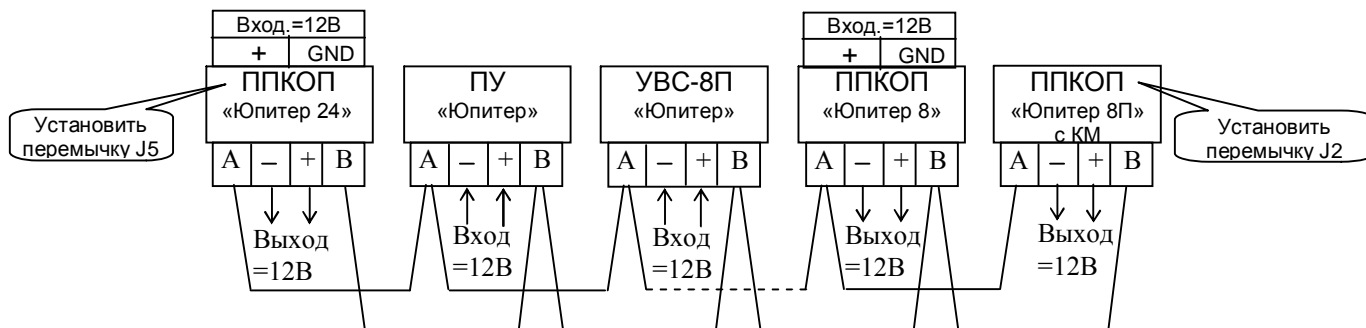 Вход.=12В
+ GND
ППКОП
«Юпитер 24»
A – + B
Выход
=12В
Установить
перемычку J5
ПУ
«Юпитер»
A – + B
Вход
=12В
УВС-8П
«Юпитер»
A – + B
Вход
=12В
Вход.=12В
+ GND
ППКОП
«Юпитер 8»
A – + B
Выход
=12В
ППКОП
«Юпитер 8П»
с КМ
A – + B
Выход
=12В
Установить
перемычку J2